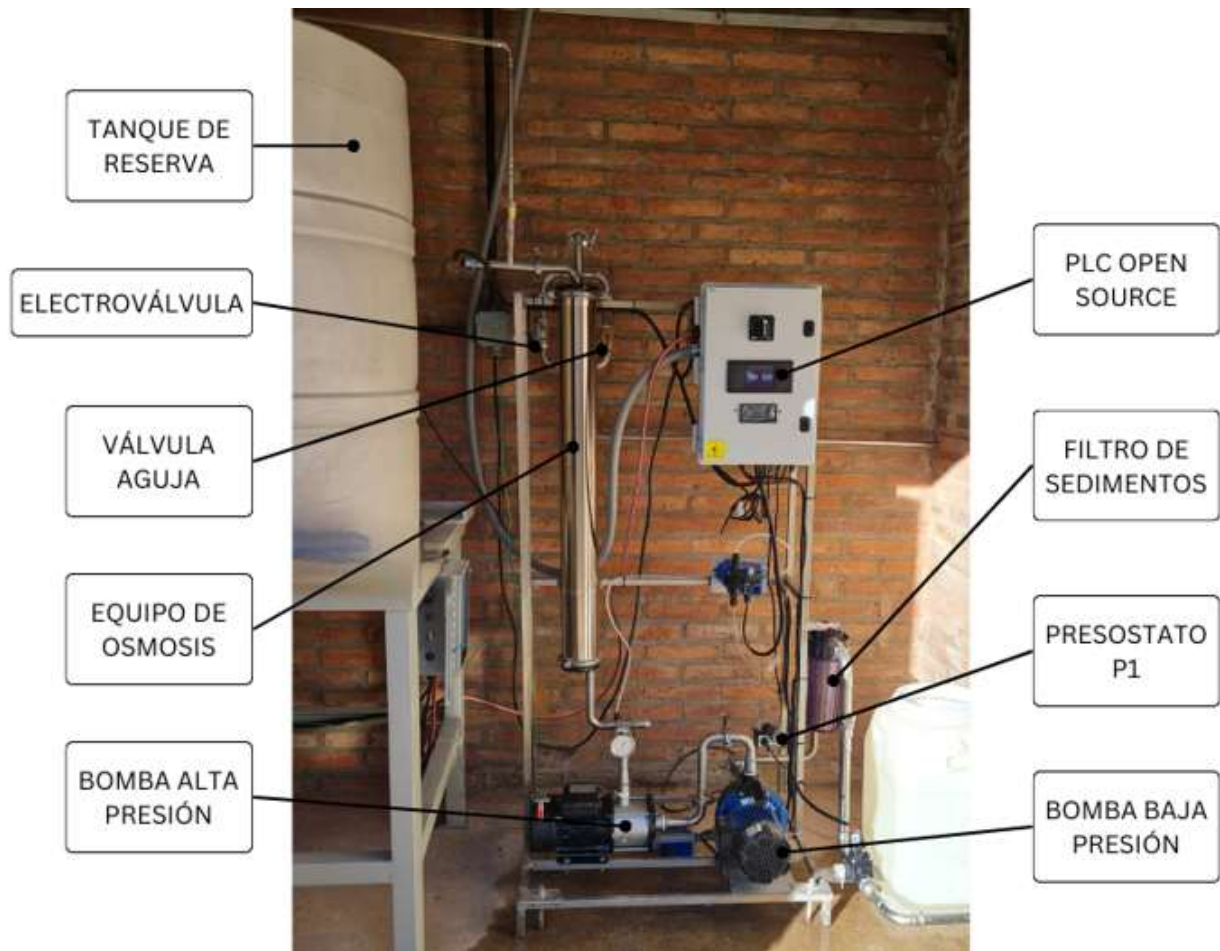 TANQUE DE
RESERVA
ELECTROVÁLVULA
VÁLVULA
AGUJA
EQUIPO DE
OSMOSIS
BOMBA ALTA
PRESIÓN
PLC OPEN
SOURCE
FILTRO DE
SEDIMENTOS
PRESOSTATO
P1
BOMBA BAJA
PRESIÓN